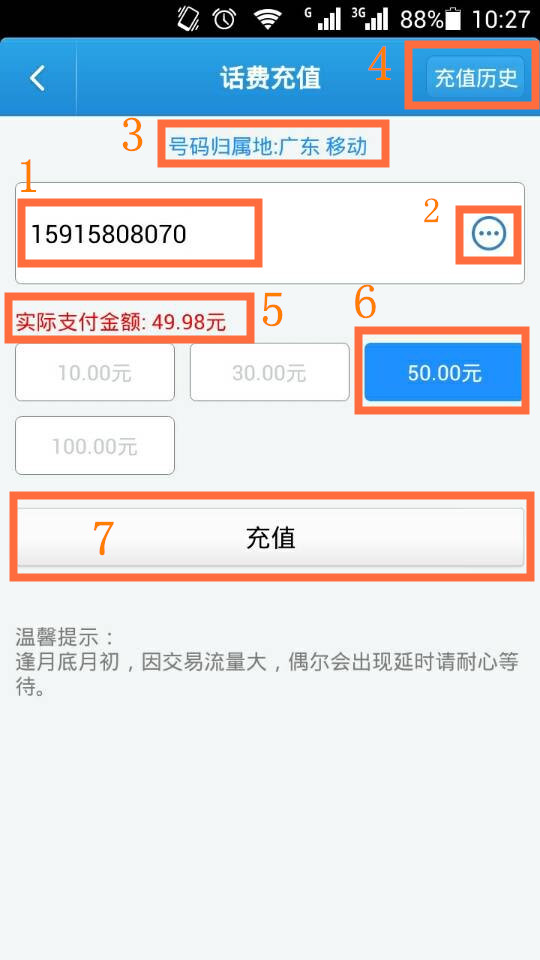 G 3G 88% 10:27
话费充值 4 充值历史
3 号码归属地:广东 移动
1
15915808070 2
实际支付金额: 49.98元 5 6
10.00元 30.00元 50.00元
100.00元
7 充值
温馨提示：
逢月底月初，因交易流量大，偶尔会出现延时请耐心等
待。